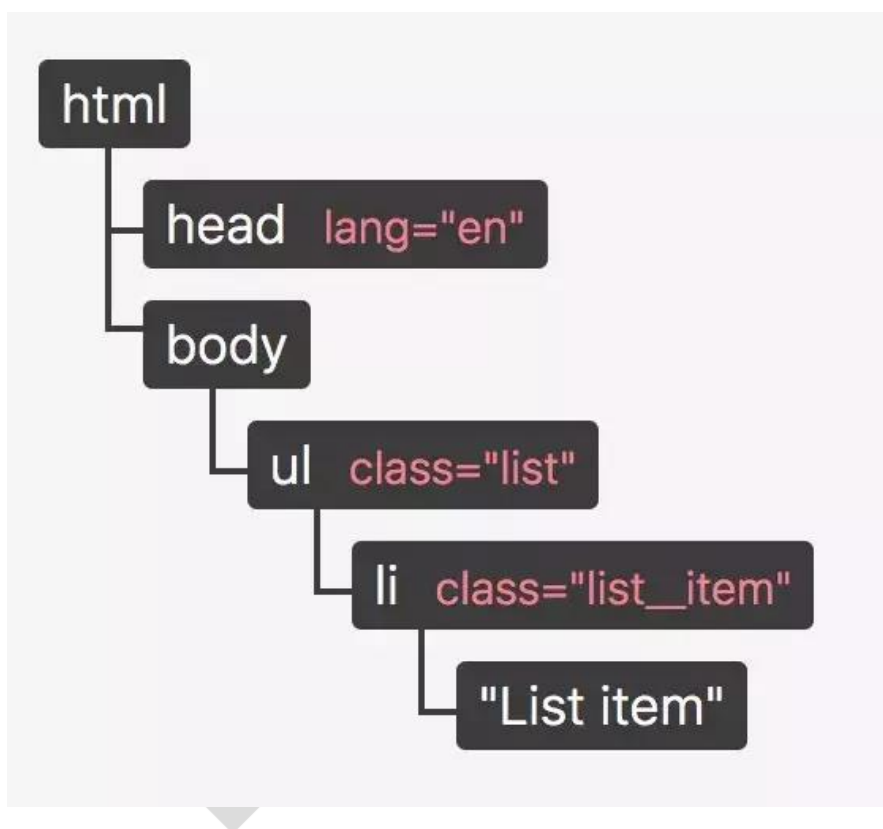 html
head lang="en"
body
ul class="list"
li class="list__item"
"List item"